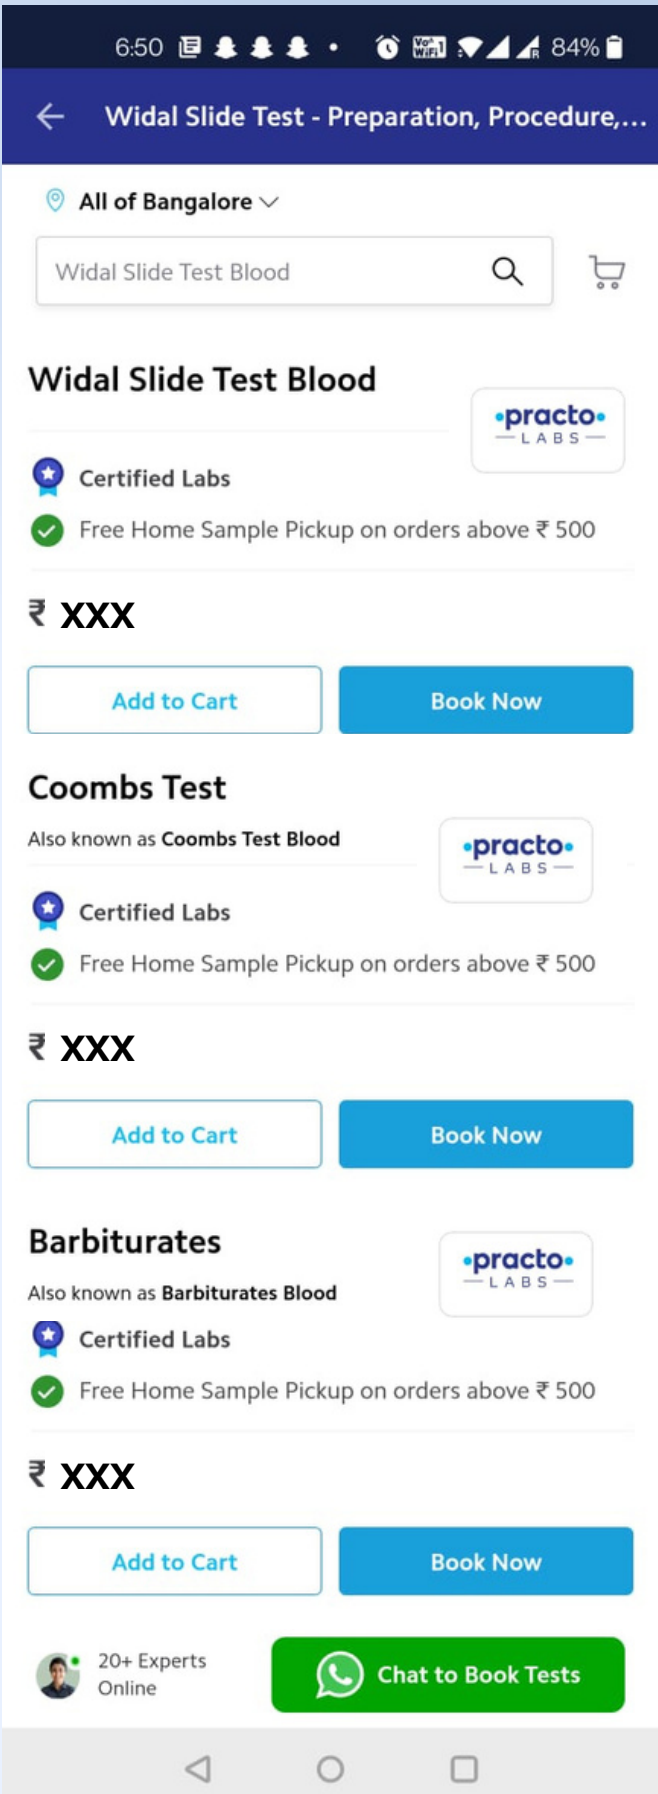 6:50 Voᯤ WiFi 1 R 84%
Widal Slide Test - Preparation, Procedure,...
All of Bangalore
Widal Slide Test Blood
Widal Slide Test Blood
practo
LABS
Certified Labs
Free Home Sample Pickup on orders above ₹ 500
₹ XXX
Add to Cart Book Now
Coombs Test
Also known as Coombs Test Blood
practo
LABS
Certified Labs
Free Home Sample Pickup on orders above ₹ 500
₹ XXX
Add to Cart Book Now
Barbiturates
practo
LABS
Also known as Barbiturates Blood
Certified Labs
Free Home Sample Pickup on orders above ₹ 500
₹ XXX
Add to Cart Book Now
20+ Experts
Online
Chat to Book Tests